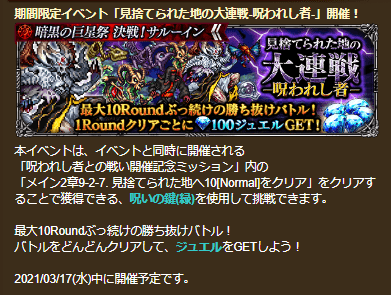 期間限定イベント「見捨てられた地の大連戦-呪われし者-」開催！
暗黒の巨星祭 決戦！サルーイン
見捨てられた地の
大連戦
-呪われし者-
最大10Roundぶっ続けの勝ち抜けバトル！
1Roundクリアごとに100ジュエルGET！
本イベントは、イベントと同時に開催される
「呪われし者との戦い開催記念ミッション」内の
「メイン2章9-2-7. 見捨てられた地へ10[Normal]をクリア」をクリアす
ることで獲得できる、呪いの鍵(緑)を使用して挑戦できます。
最大10Roundぶっ続けの勝ち抜けバトル！
バトルをどんどんクリアして、ジュエルをGETしよう！
2021/03/17(水)中に開催予定です。